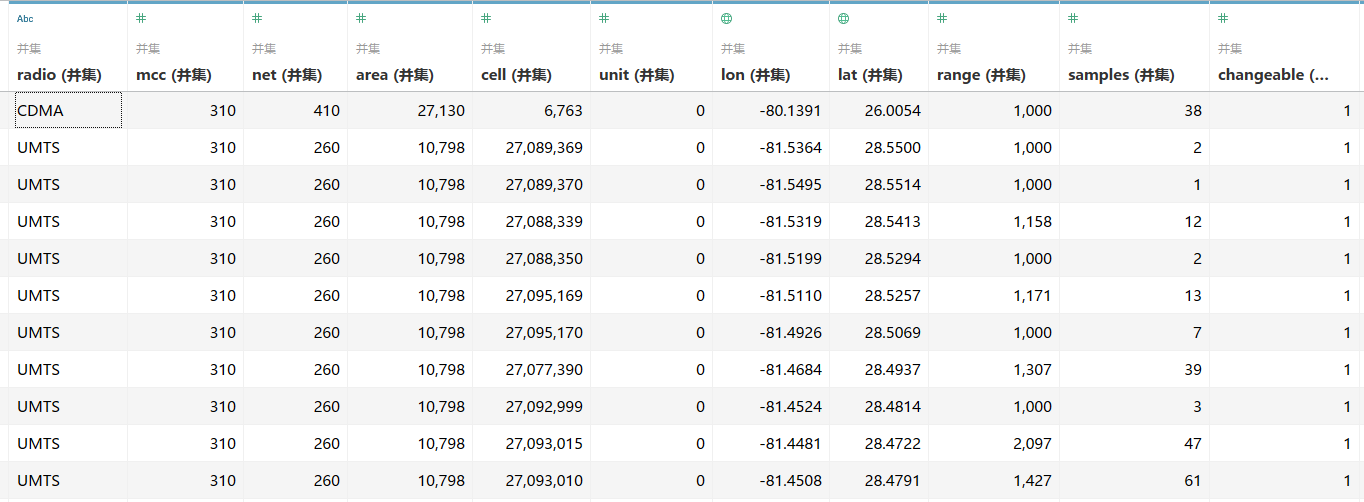 Abc # # # # # # # #
并集 并集 并集 并集 并集 并集 并集 并集 并集 并集 并集
radio (并集) mcc (并集) net (并集) area (并集) cell (并集) unit (并集) lon (并集) lat (并集) range (并集) samples (并集) changeable (...
CDMA 310 410 27,130 6,763 0 -80.1391 26.0054 1,000 38 1
UMTS 310 260 10,798 27,089,369 0 -81.5364 28.5500 1,000 2 1
UMTS 310 260 10,798 27,089,370 0 -81.5495 28.5514 1,000 1 1
UMTS 310 260 10,798 27,088,339 0 -81.5319 28.5413 1,158 12 1
UMTS 310 260 10,798 27,088,350 0 -81.5199 28.5294 1,000 2 1
UMTS 310 260 10,798 27,095,169 0 -81.5110 28.5257 1,171 13 1
UMTS 310 260 10,798 27,095,170 0 -81.4926 28.5069 1,000 7 1
UMTS 310 260 10,798 27,077,390 0 -81.4684 28.4937 1,307 39 1
UMTS 310 260 10,798 27,092,999 0 -81.4524 28.4814 1,000 3 1
UMTS 310 260 10,798 27,093,015 0 -81.4481 28.4722 2,097 47 1
UMTS 310 260 10,798 27,093,010 0 -81.4508 28.4791 1,427 61 1